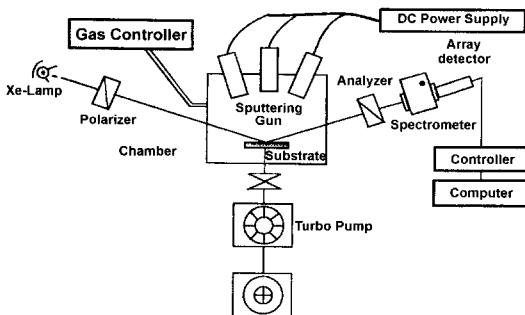 DC Power Supply
Gas Controller
Array
detector
Analyzer
Xe-Lamp
Polarizer
Sputtering
Gun
Spectrometer
Chamber
Substrate
Controller
Computer
Turbo Pump